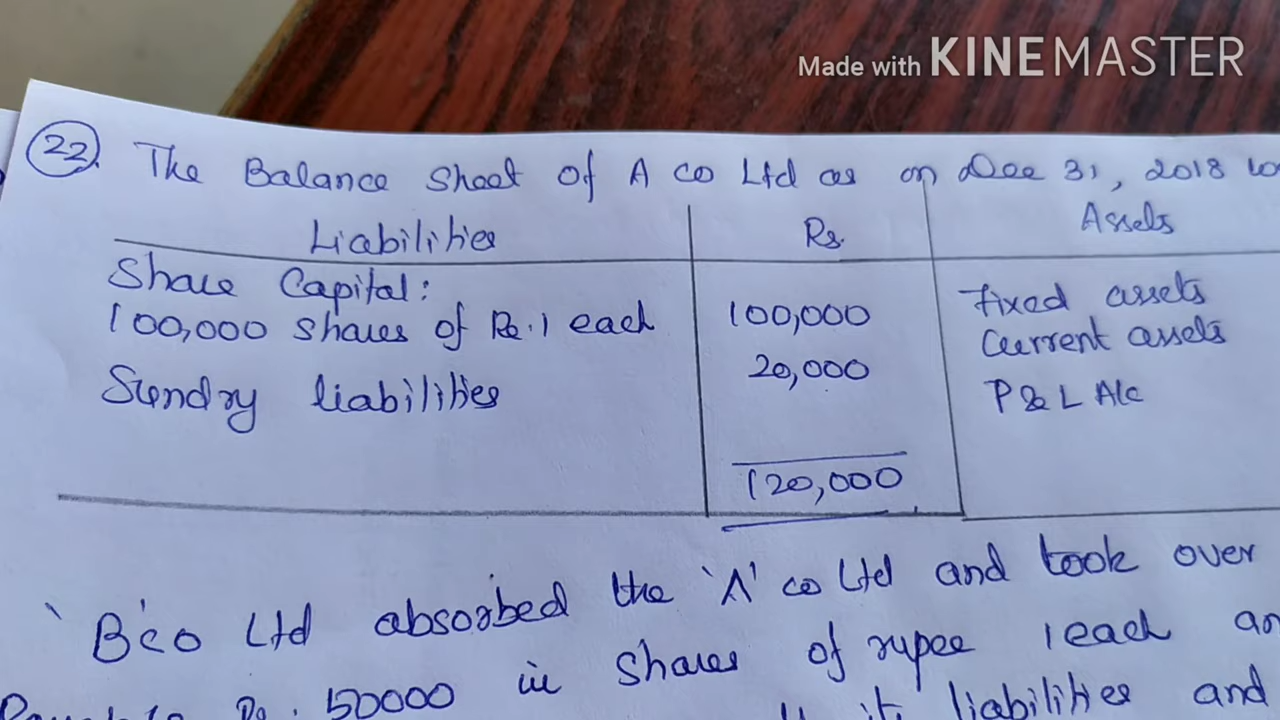 Made with KINEMASTER
22. The Balance Sheet of A co Ltd as on Dec 31, 2018
Liabilities Rs. Assets
Share Capital:
100,000 shares of Re.1 each 100,000 Fixed assets
Sundry liabilities 20,000 Current assets
P & L A/c
120,000
'B'co Ltd absorbed the 'A' co Ltd and took over
Rs. 50000 in shares of rupee 1 each
its liabilities and